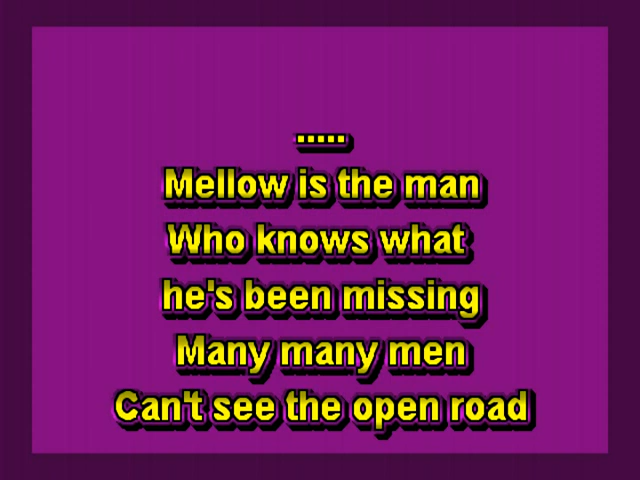 .....
Mellow is the man
Who knows what
he's been missing
Many many men
Can't see the open road